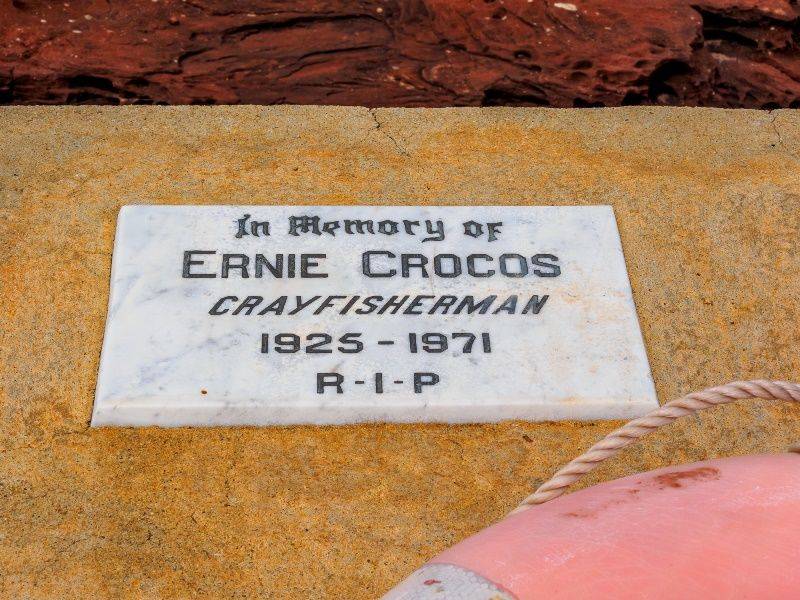 In Memory of
ERNIE CROCOS
CRAYFISHERMAN
1925 - 1971
R-I-P